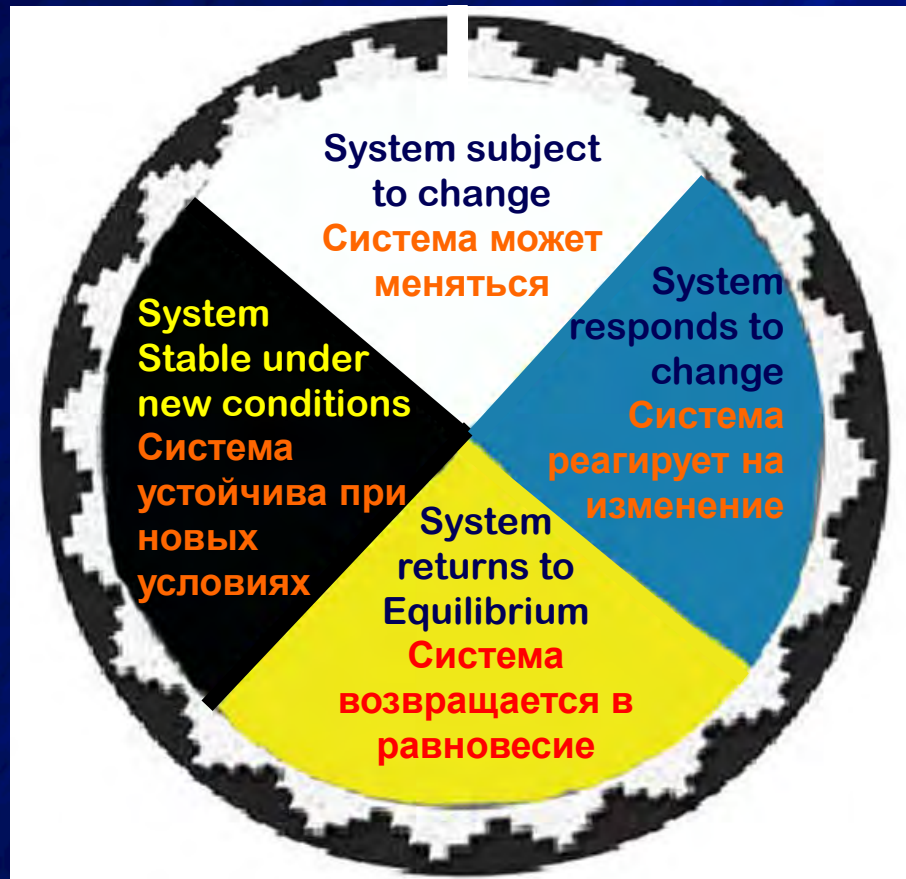 System subject
to change
Система может
меняться
System
responds to
change
Система
реагирует на
изменение
System
returns to
Equilibrium
Система
возвращается в
равновесие
System
Stable under
new conditions
Система
устойчива при
новых
условиях